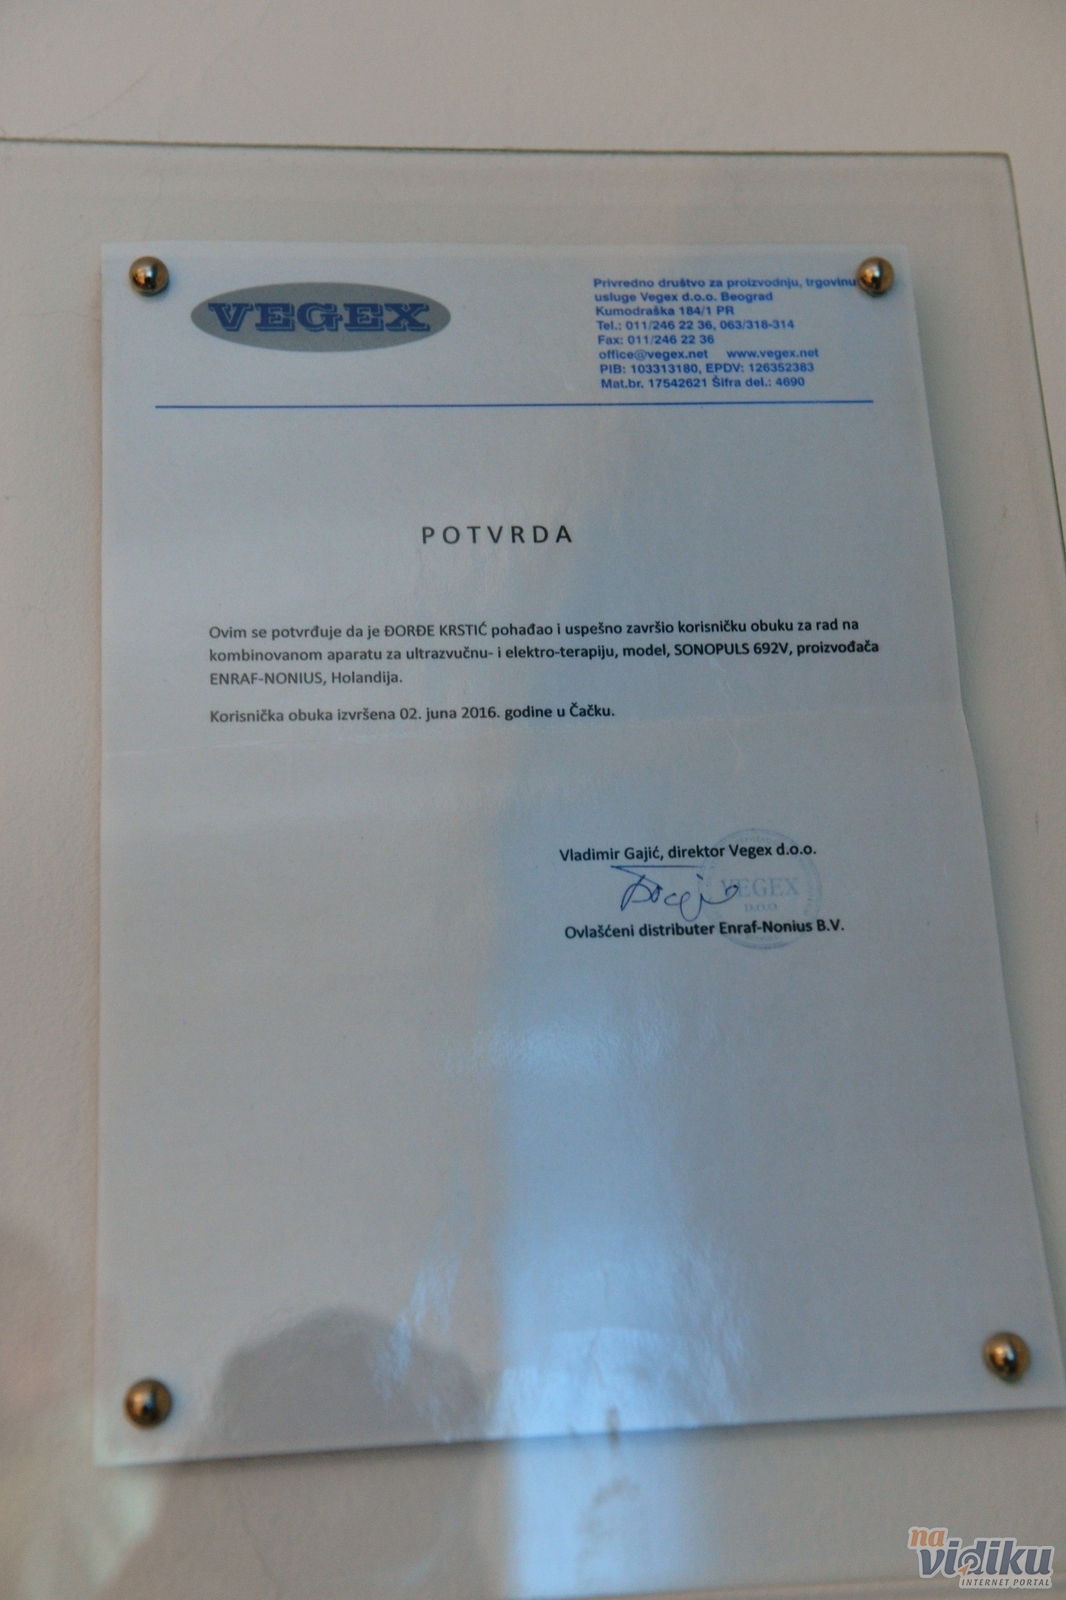 VEGEX
Privredno društvo za proizvodnju, trgovinu
usluge Vegex d.o.o. Beograd
Kumodraška 184/1 PR
Tel.: 011/246 22 36, 063/318-314
Fax: 011/246 22 36
office@vegex.net www.vegex.net
PIB: 103313180, EPDV: 126352383
Mat.br. 17542621 Šifra del.: 4690
POTVRDA
Ovim se potvrđuje da je ĐORĐE KRSTIĆ pohađao i uspešno završio korisničku obuku za rad na
kombinovanom aparatu za ultrazvučnu- i elektro-terapiju, model, SONOPULS 692V, proizvođača
ENRAF-NONIUS, Holandija.
Korisnička obuka izvršena 02. juna 2016. godine u Čačku.
Vladimir Gajić, direktor Vegex d.o.o.
VEGEX
D.O.O.
Ovlašćeni distributer Enraf-Nonius B.V.
na
vidiku
INTERNET PORTAL